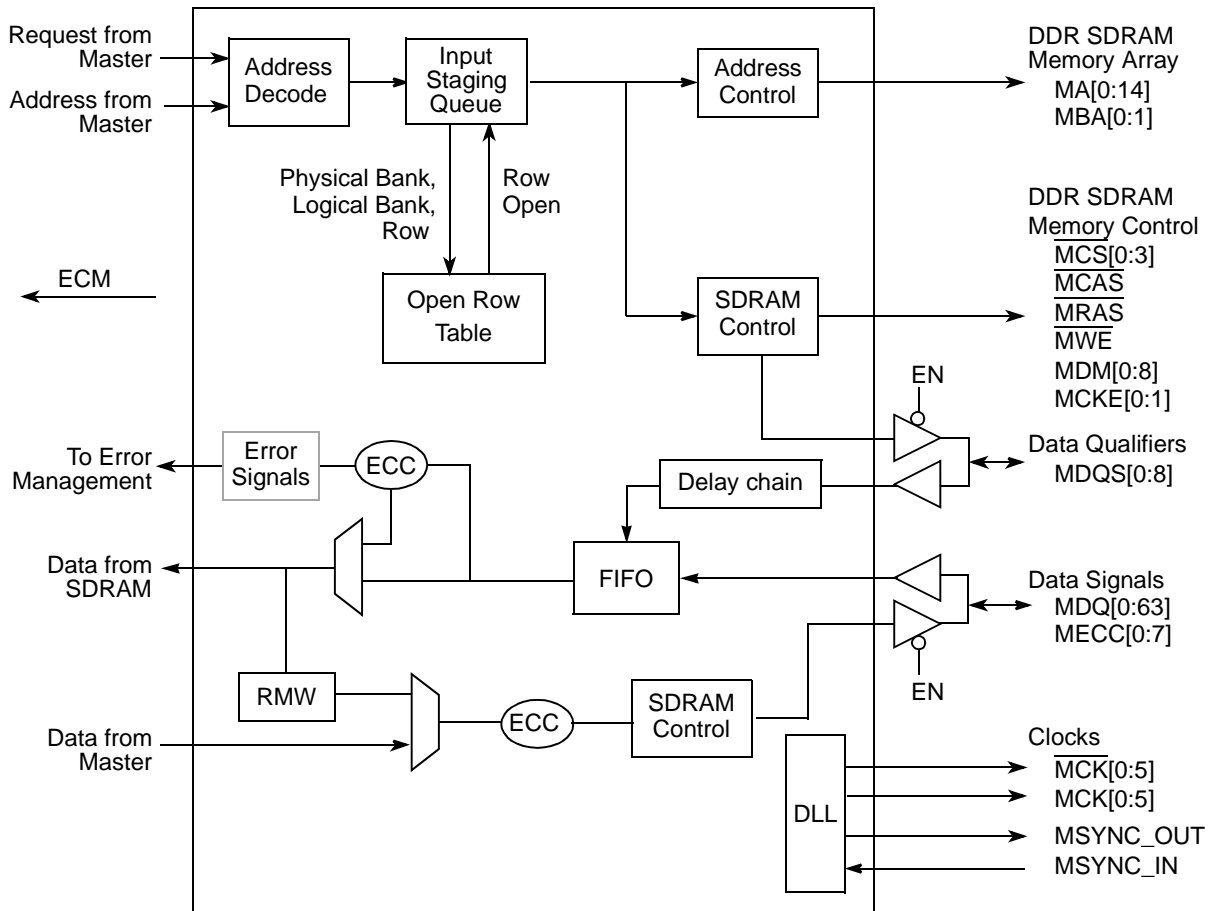 Request from
Master
Address from
Master
Address
Decode
Input
Staging
Queue
Address
Control
DDR SDRAM
Memory Array
MA[0:14]
MBA[0:1]
Physical Bank,
Logical Bank,
Row
Row
Open
DDR SDRAM
Memory Control
MCS[0:3]
MCAS
MRAS
MWE
MDM[0:8]
MCKE[0:1]
ECM
Open Row
Table
SDRAM
Control
EN
To Error
Management
Error
Signals
ECC
Delay chain
Data Qualifiers
MDQS[0:8]
Data from
SDRAM
FIFO
Data Signals
MDQ[0:63]
MECC[0:7]
EN
RMW
ECC
SDRAM
Control
Data from
Master
DLL
Clocks
MCK[0:5]
MCK[0:5]
MSYNC_OUT
MSYNC_IN